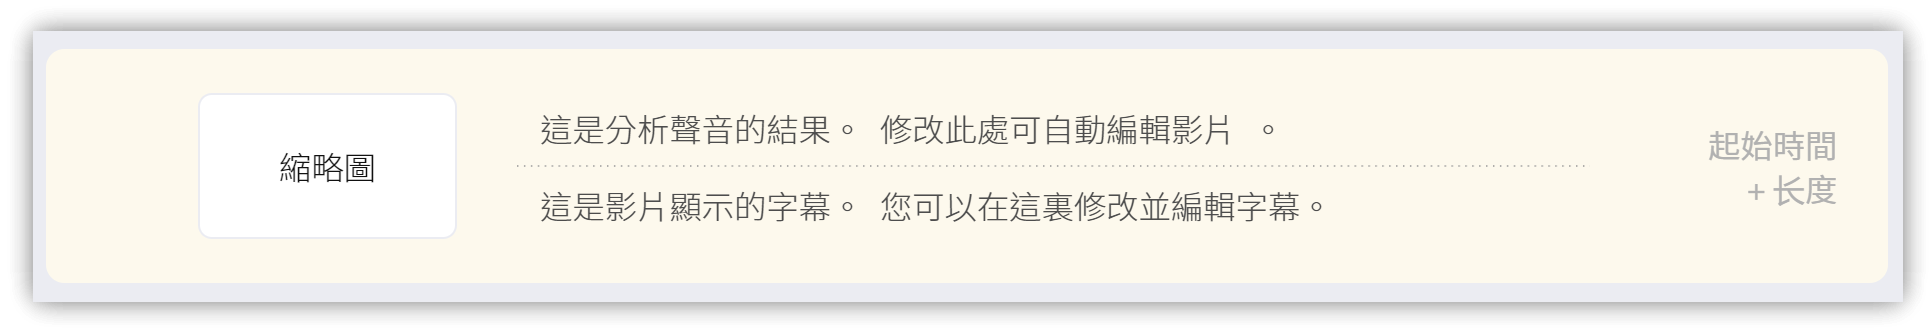 縮略圖
這是分析聲音的結果。 修改此處可自動編輯影片 。
這是影片顯示的字幕。 您可以在這裏修改並編輯字幕。
起始時間
+ 长度